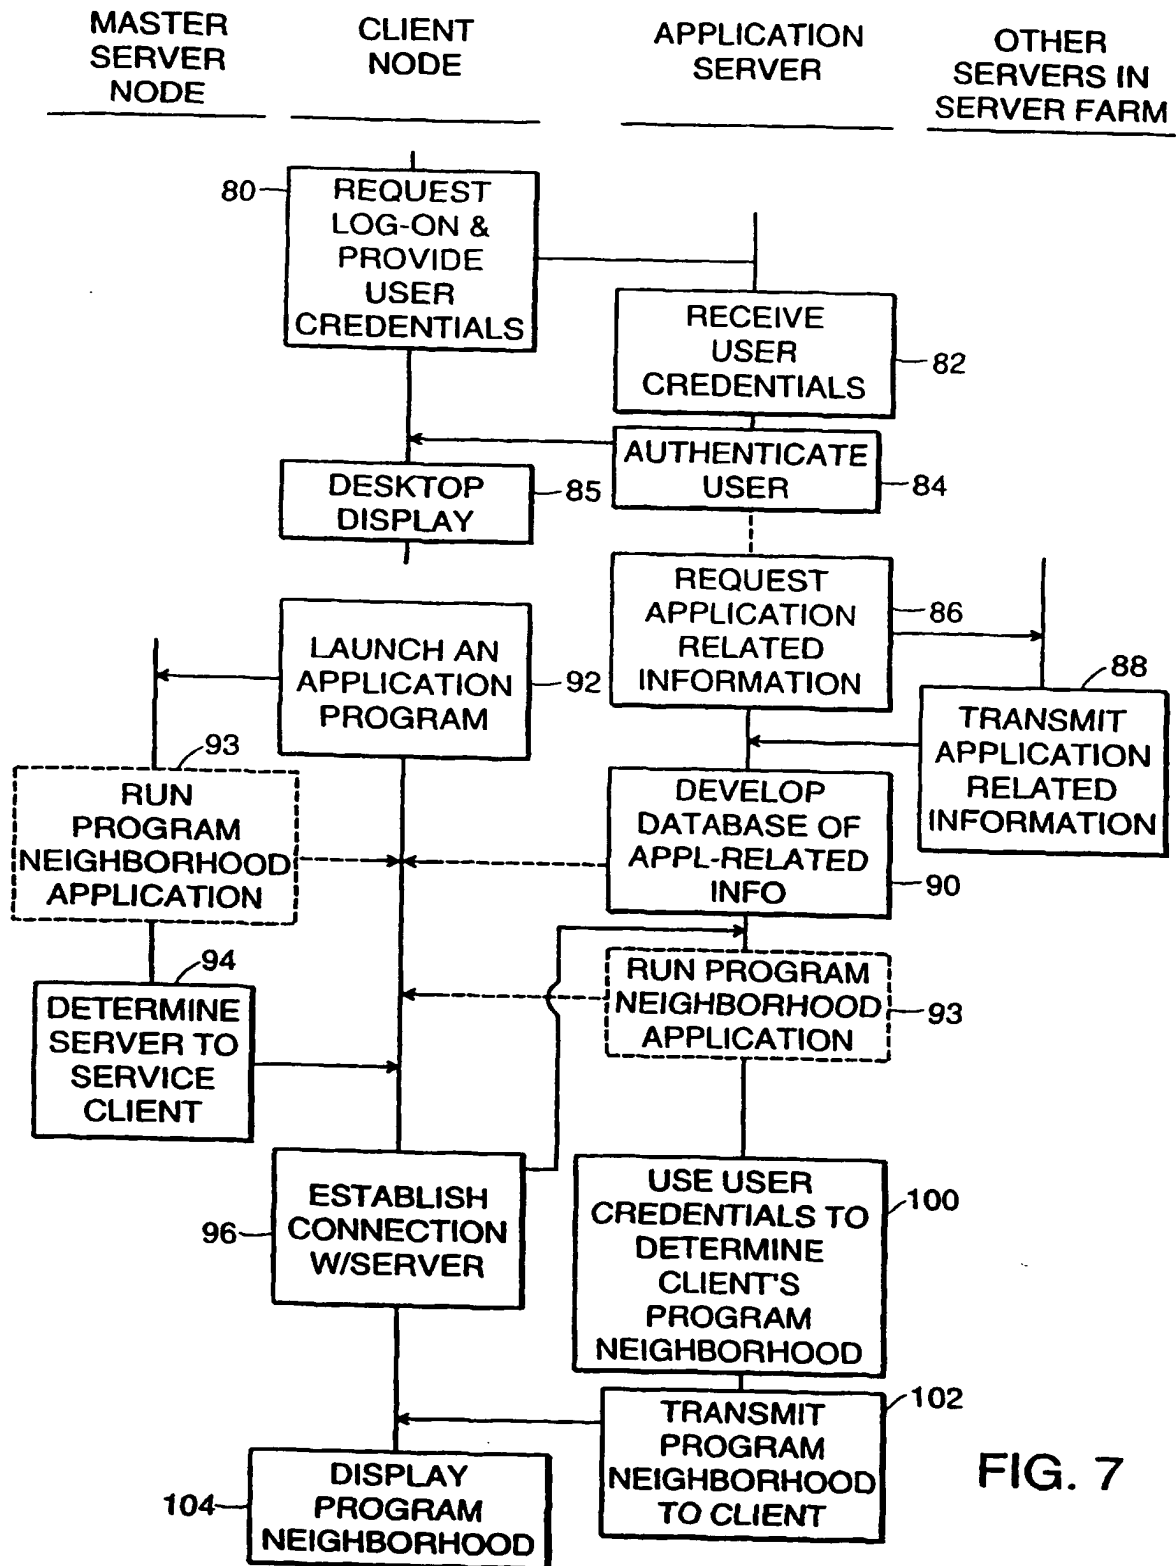 MASTER
SERVER
NODE
CLIENT
NODE
APPLICATION
SERVER
OTHER
SERVERS IN
SERVER FARM
80
REQUEST
LOG-ON &
PROVIDE
USER
CREDENTIALS
RECEIVE
USER
CREDENTIALS
82
AUTHENTICATE
USER
84
DESKTOP
DISPLAY
85
REQUEST
APPLICATION
RELATED
INFORMATION
86
LAUNCH AN
APPLICATION
PROGRAM
92
88
TRANSMIT
APPLICATION
RELATED
INFORMATION
93
RUN
PROGRAM
NEIGHBORHOOD
APPLICATION
DEVELOP
DATABASE OF
APPL-RELATED
INFO
90
94
DETERMINE
SERVER TO
SERVICE
CLIENT
RUN PROGRAM
NEIGHBORHOOD
APPLICATION
93
96
ESTABLISH
CONNECTION
W/SERVER
USE USER
CREDENTIALS TO
DETERMINE
CLIENT'S
PROGRAM
NEIGHBORHOOD
100
102
TRANSMIT
PROGRAM
NEIGHBORHOOD
TO CLIENT
104
DISPLAY
PROGRAM
NEIGHBORHOOD
FIG. 7